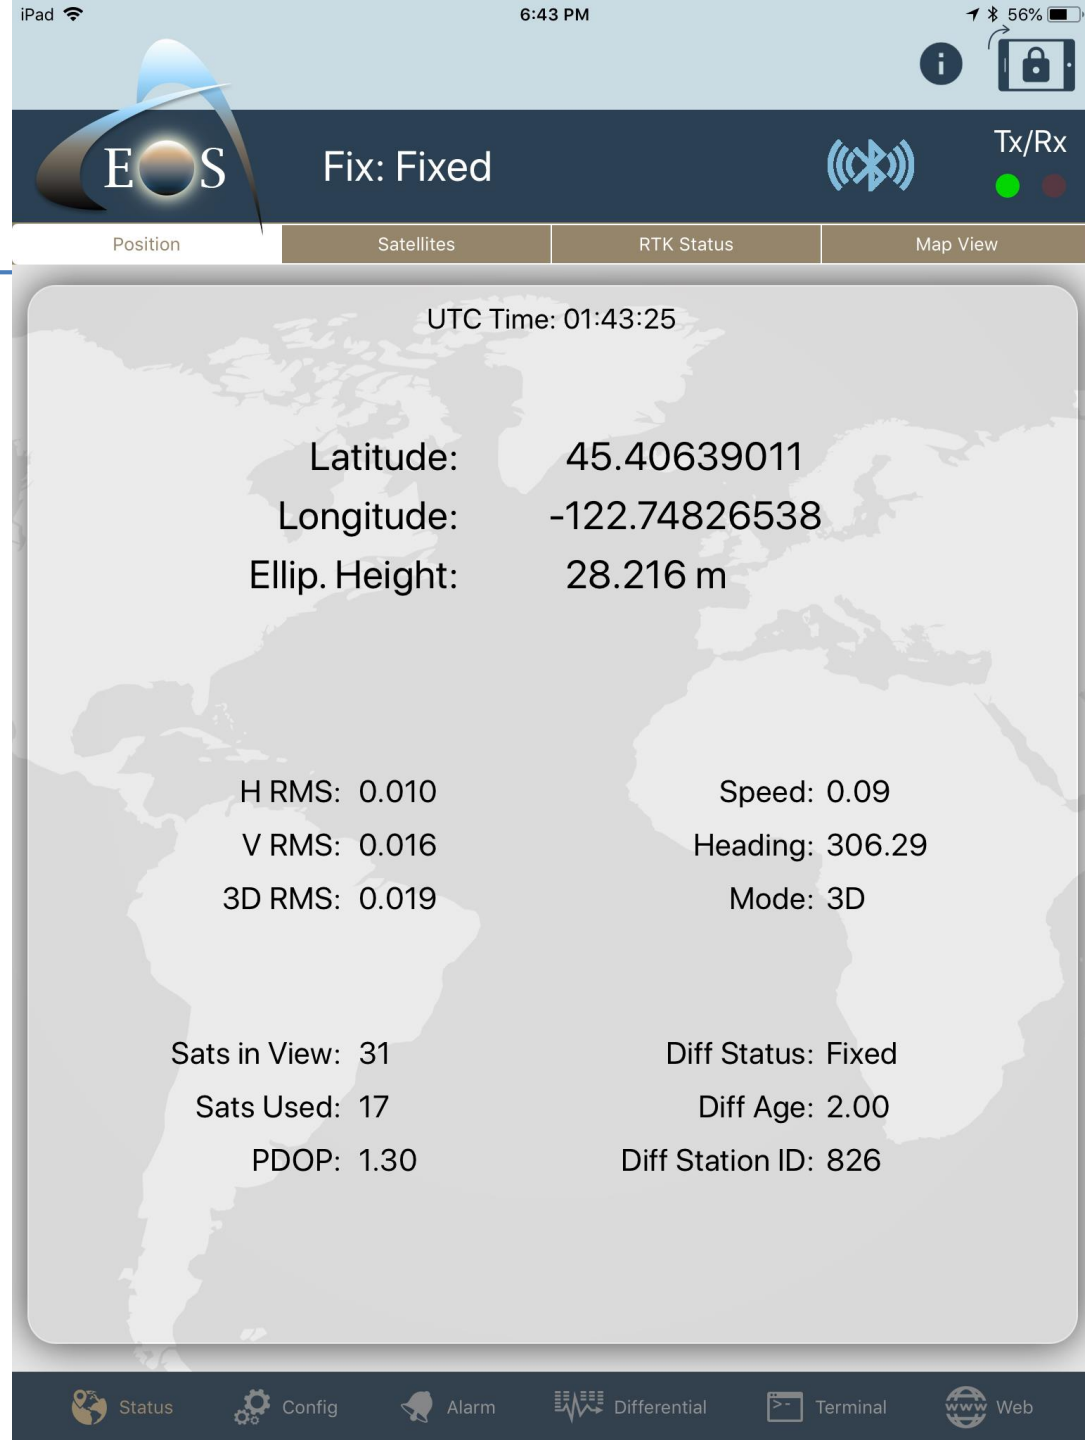 iPad 6:43 PM 56%
Tx/Rx
EOS Fix: Fixed
Position Satellites RTK Status Map View
UTC Time: 01:43:25
Latitude: 45.40639011
Longitude: -122.74826538
Ellip. Height: 28.216 m
H RMS: 0.010 Speed: 0.09
V RMS: 0.016 Heading: 306.29
3D RMS: 0.019 Mode: 3D
Sats in View: 31 Diff Status: Fixed
Sats Used: 17 Diff Age: 2.00
PDOP: 1.30 Diff Station ID: 826
Status Config Alarm Differential Terminal www Web